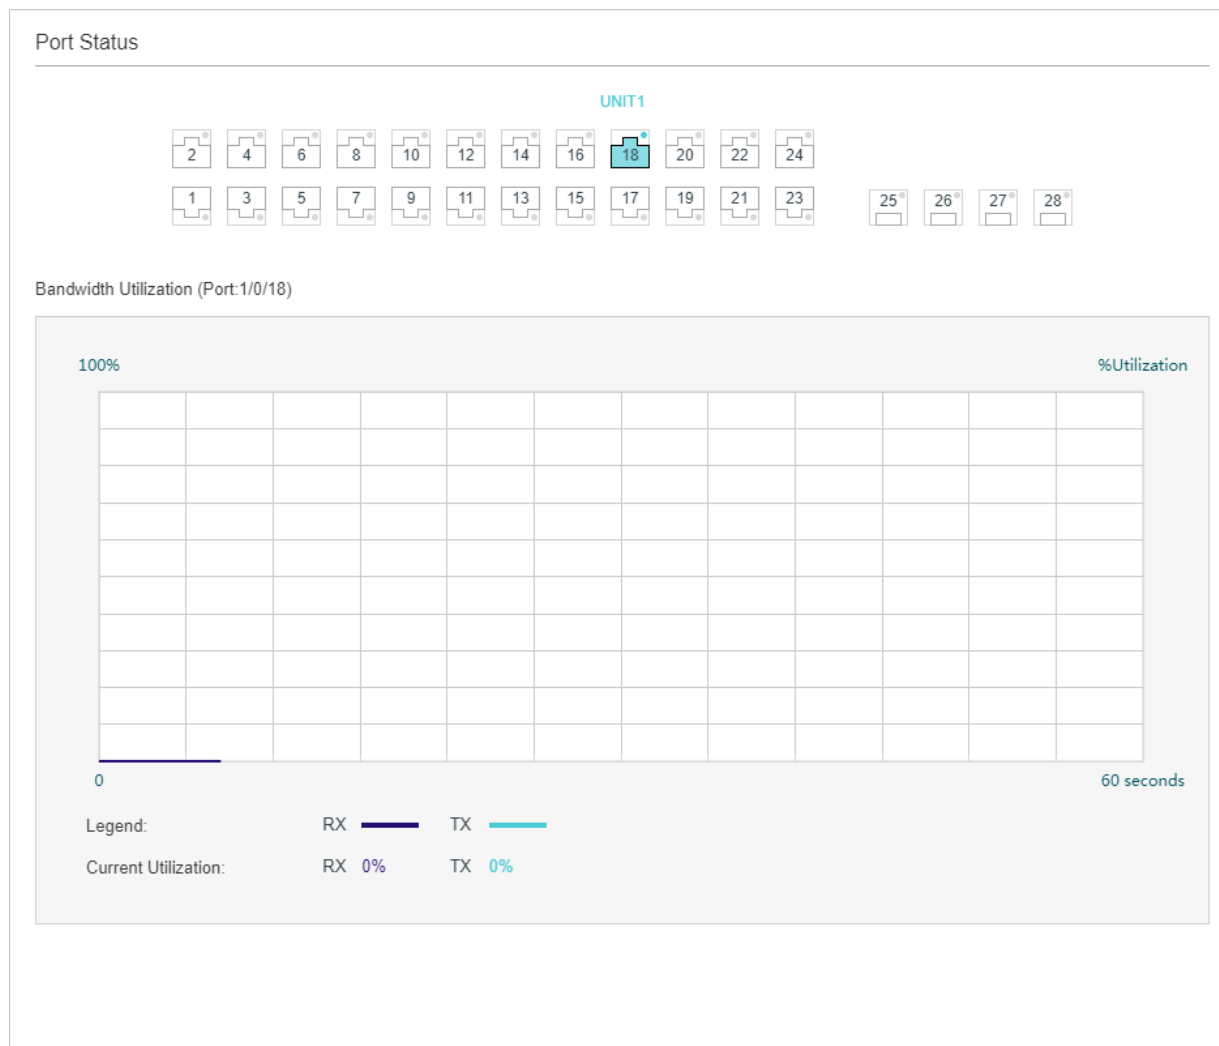 Port Status
UNIT1
2 4 6 8 10 12 14 16 18 20 22 24
1 3 5 7 9 11 13 15 17 19 21 23 25 26 27 28
Bandwidth Utilization (Port:1/0/18)
100% %Utilization
0 60 seconds
Legend: RX TX
Current Utilization: RX 0% TX 0%